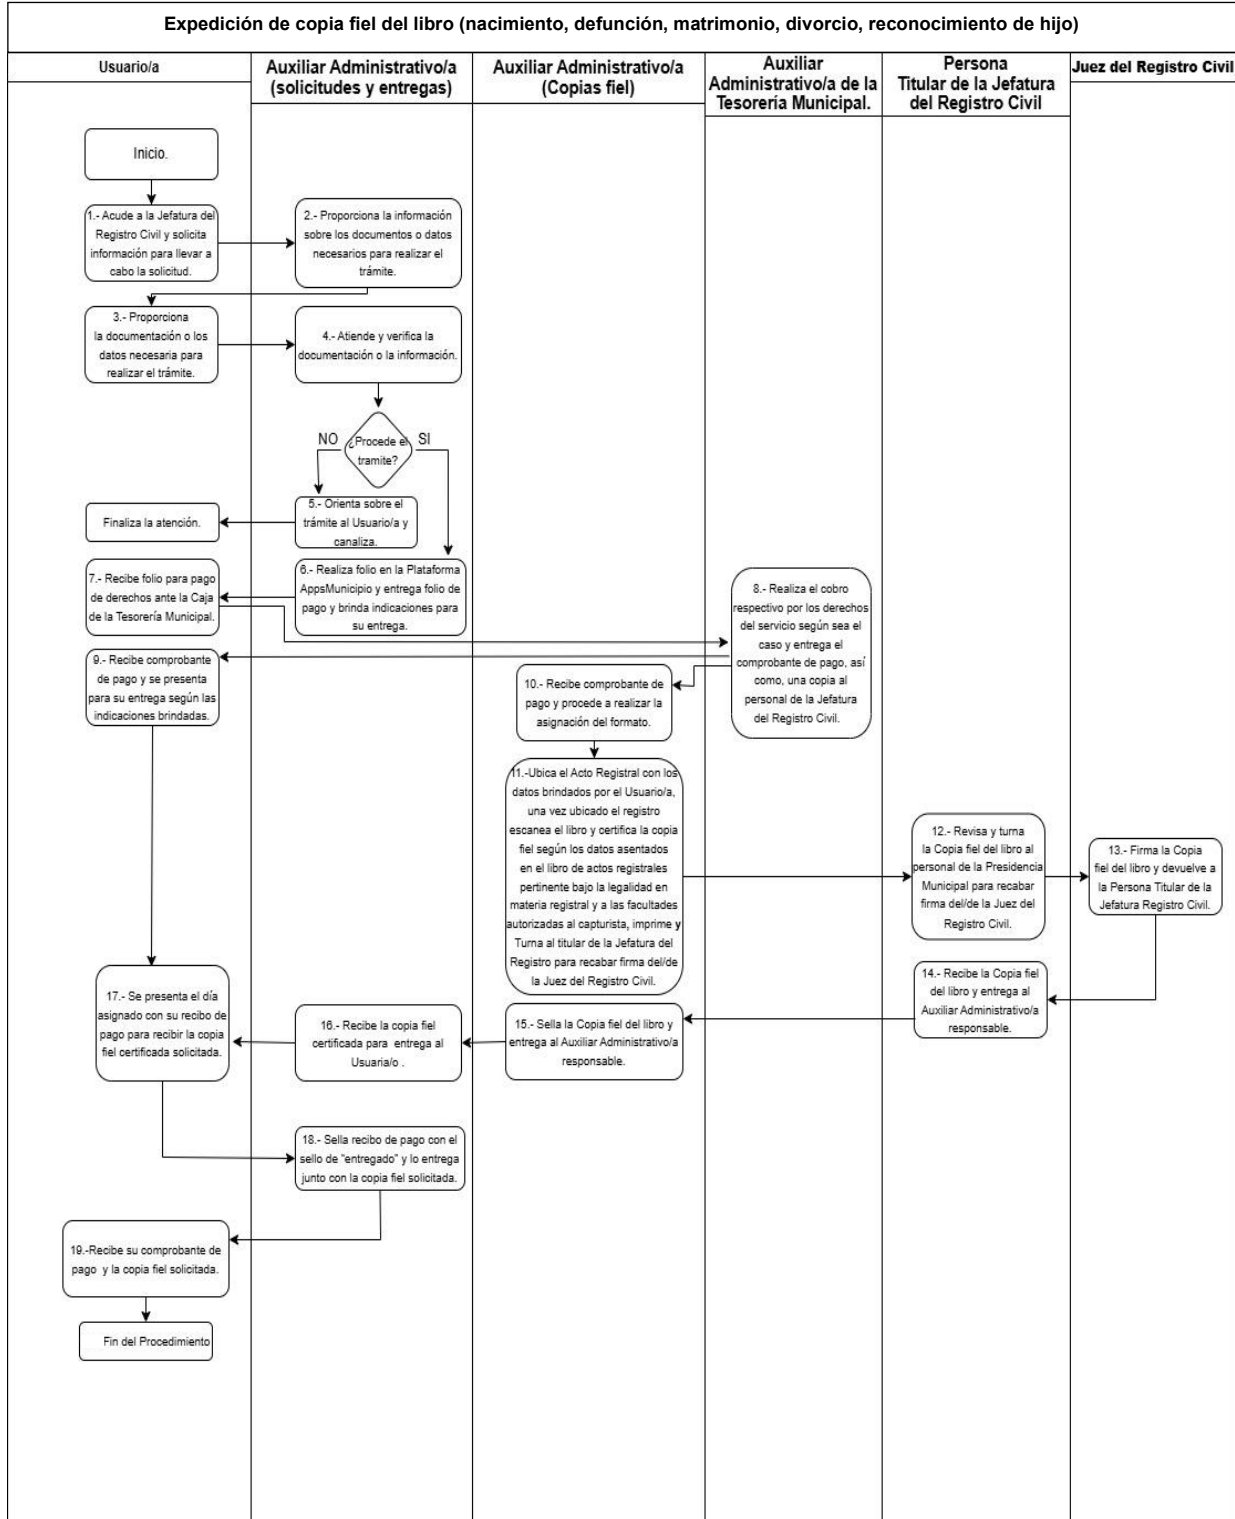 Expedición de copia fiel del libro (nacimiento, defunción, matrimonio, divorcio, reconocimiento de hijo)
Usuario/a
Auxiliar Administrativo/a
(solicitudes y entregas)
Auxiliar Administrativo/a
(Copias fiel)
Auxiliar
Administrativo/a de la
Tesorería Municipal.
Persona
Titular de la Jefatura
del Registro Civil
Juez del Registro Civil
Inicio.
1.- Acude a la Jefatura del
Registro Civil y solicita
información para llevar a
cabo la solicitud.
2.- Proporciona la información
sobre los documentos o datos
necesarios para realizar el
trámite.
3.- Proporciona
la documentación o los
datos necesaria para
realizar el trámite.
4.- Atiende y verifica la
documentación o la información.
¿Procede el
tramite?
NO
SI
5.- Orienta sobre el
trámite al Usuario/a y
canaliza.
Finaliza la atención.
6.- Realiza folio en la Plataforma
AppsMunicipio y entrega folio de
pago y brinda indicaciones para
su entrega.
7.- Recibe folio para pago
de derechos ante la Caja
de la Tesorería Municipal.
8.- Realiza el cobro
respectivo por los derechos
del servicio según sea el
caso y entrega el
comprobante de pago, así
como, una copia al
personal de la Jefatura
del Registro Civil.
9.- Recibe comprobante
de pago y se presenta
para su entrega según las
indicaciones brindadas.
10.- Recibe comprobante de
pago y procede a realizar la
asignación del formato.
11.-Ubica el Acto Registral con los
datos brindados por el Usuario/a,
una vez ubicado el registro
escanea el libro y certifica la copia
fiel según los datos asentados
en el libro de actos registrales
pertinente bajo la legalidad en
materia registral y a las facultades
autorizadas al capturista, imprime y
Turna al titular de la Jefatura del
Registro para recabar firma del/de
la Juez del Registro Civil.
12.- Revisa y turna
la Copia fiel del libro al
personal de la Presidencia
Municipal para recabar
firma del/de la Juez del
Registro Civil.
13.- Firma la Copia
fiel del libro y devuelve a
la Persona Titular de la
Jefatura Registro Civil.
14.- Recibe la Copia fiel
del libro y entrega al
Auxiliar Administrativo/a
responsable.
15.- Sella la Copia fiel del libro y
entrega al Auxiliar Administrativo/a
responsable.
16.- Recibe la copia fiel
certificada para entrega al
Usuaria/o .
17.- Se presenta el día
asignado con su recibo de
pago para recibir la copia
fiel certificada solicitada.
18.- Sella recibo de pago con el
sello de "entregado" y lo entrega
junto con la copia fiel solicitada.
19.-Recibe su comprobante de
pago y la copia fiel solicitada.
Fin del Procedimiento